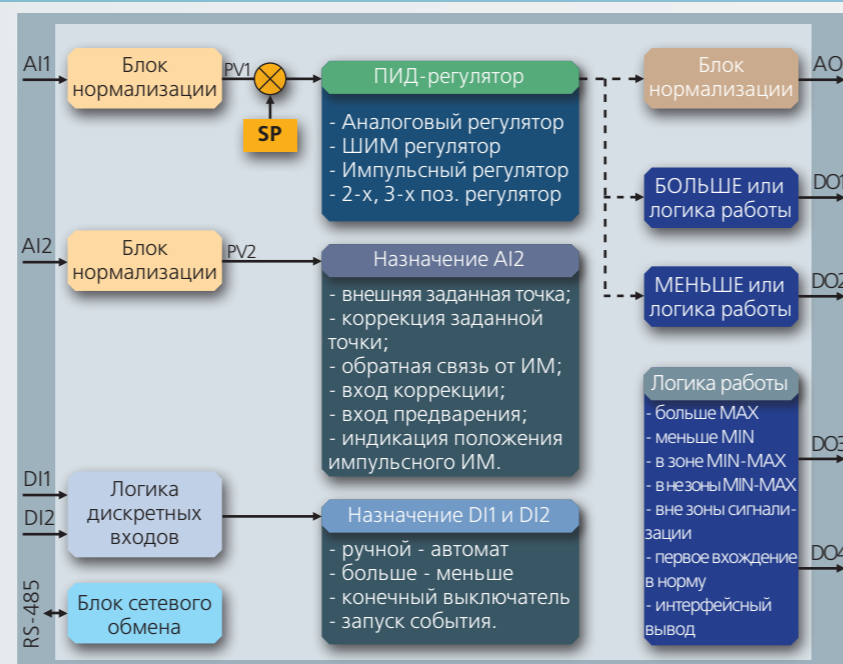 AI1
Блок
нормализации
PV1
SP
ПИД-регулятор
- Аналоговый регулятор
- ШИМ регулятор
- Импульсный регулятор
- 2-х, 3-х поз. регулятор
Блок
нормализации
AO
БОЛЬШЕ или
логика работы
DO1
МЕНЬШЕ или
логика работы
DO2
AI2
Блок
нормализации
PV2
Назначение AI2
- внешняя заданная точка;
- коррекция заданной
точки;
- обратная связь от ИМ;
- вход коррекции;
- вход предварения;
- индикация положения
импульсного ИМ.
Логика работы
- больше MAX
- меньше MIN
- в зоне MIN-MAX
- в незоны MIN-MAX
- вне зоны сигнали-
зации
- первое вхождение
в норму
- интерфейсный
вывод
DO3
DO4
DI1
DI2
Логика
дискретных
входов
Назначение DI1 и DI2
- ручной - автомат
- больше - меньше
- конечный выключатель
- запуск события.
RS-485
Блок сетевого
обмена